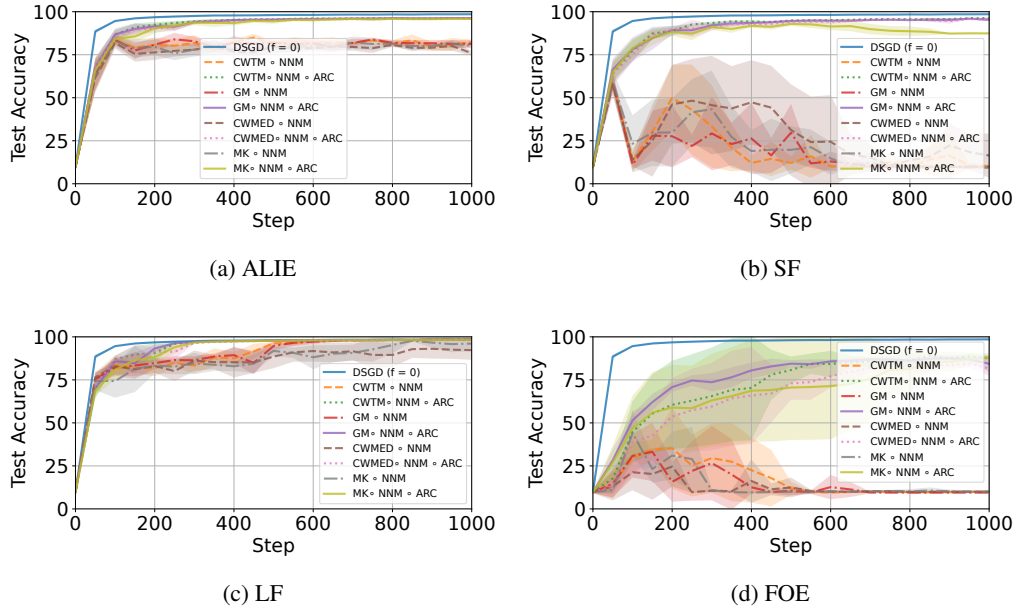 100
75
50
25
0
0
200
400
600
800
1000
Test Accuracy
Step
DSGD (f = 0)
CWTM ∘ NNM
CWTM∘ NNM ∘ ARC
GM ∘ NNM
GM∘ NNM ∘ ARC
CWMED ∘ NNM
CWMED∘ NNM ∘ ARC
MK ∘ NNM
MK∘ NNM ∘ ARC
(a) ALIE
100
75
50
25
0
0
200
400
600
800
1000
Test Accuracy
Step
DSGD (f = 0)
CWTM ∘ NNM
CWTM∘ NNM ∘ ARC
GM ∘ NNM
GM∘ NNM ∘ ARC
CWMED ∘ NNM
CWMED∘ NNM ∘ ARC
MK ∘ NNM
MK∘ NNM ∘ ARC
(b) SF
100
75
50
25
0
0
200
400
600
800
1000
Test Accuracy
Step
DSGD (f = 0)
CWTM ∘ NNM
CWTM∘ NNM ∘ ARC
GM ∘ NNM
GM∘ NNM ∘ ARC
CWMED ∘ NNM
CWMED∘ NNM ∘ ARC
MK ∘ NNM
MK∘ NNM ∘ ARC
(c) LF
100
75
50
25
0
0
200
400
600
800
1000
Test Accuracy
Step
DSGD (f = 0)
CWTM ∘ NNM
CWTM∘ NNM ∘ ARC
GM ∘ NNM
GM∘ NNM ∘ ARC
CWMED ∘ NNM
CWMED∘ NNM ∘ ARC
MK ∘ NNM
MK∘ NNM ∘ ARC
(d) FOE